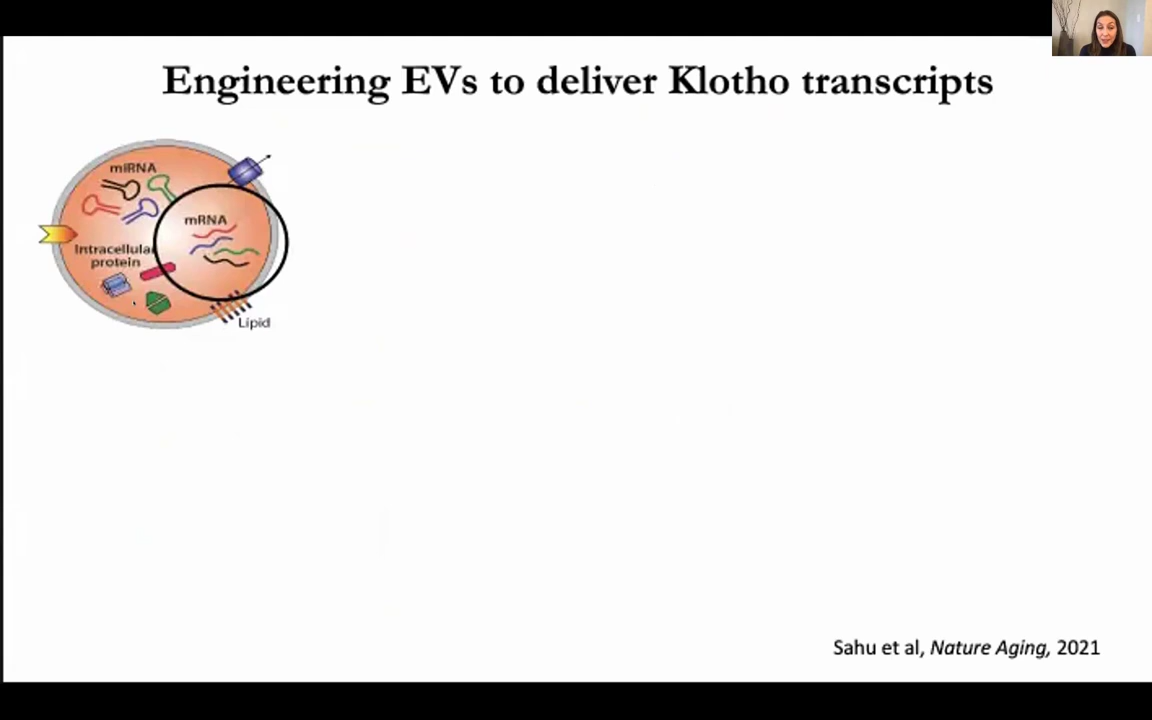 Engineering EVs to deliver Klotho transcripts
miRNA
mRNA
Intracellular
protein
Lipid
Sahu et al, Nature Aging, 2021